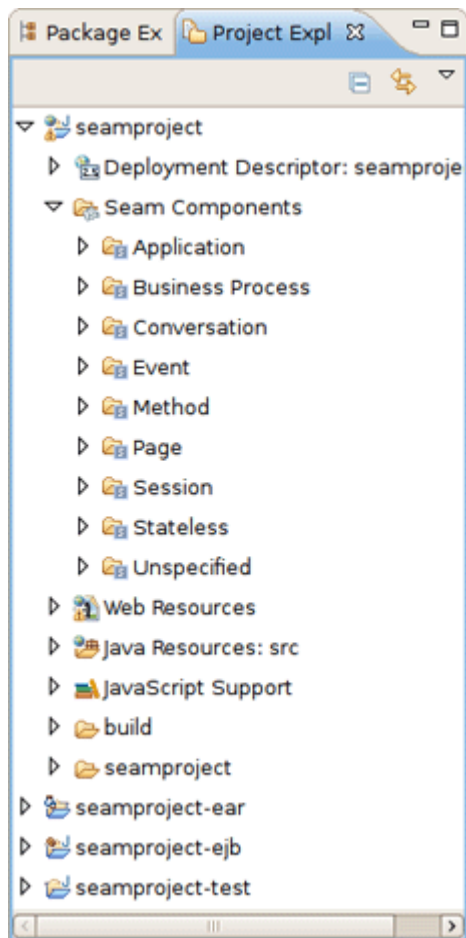 Package Ex Project Expl
seamproject
Deployment Descriptor: seamproje
Seam Components
Application
Business Process
Conversation
Event
Method
Page
Session
Stateless
Unspecified
Web Resources
Java Resources: src
JavaScript Support
build
seamproject
seamproject-ear
seamproject-ejb
seamproject-test